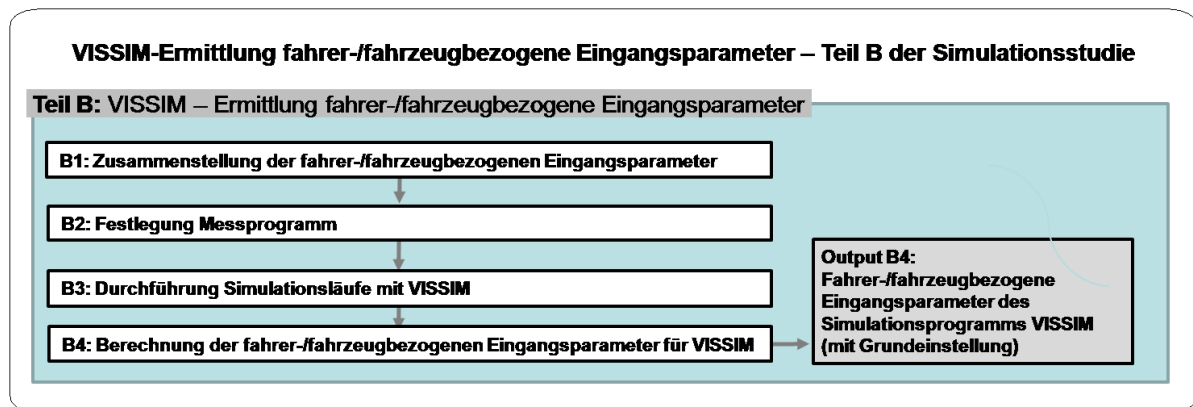 VISSIM-Ermittlung fahrer-/fahrzeugbezogene Eingangsparameter – Teil B der Simulationsstudie
Teil B: VISSIM – Ermittlung fahrer-/fahrzeugbezogene Eingangsparameter
B1: Zusammenstellung der fahrer-/fahrzeugbezogenen Eingangsparameter
B2: Festlegung Messprogramm
B3: Durchführung Simulationsläufe mit VISSIM
B4: Berechnung der fahrer-/fahrzeugbezogenen Eingangsparameter für VISSIM
Output B4:
Fahrer-/fahrzeugbezogene
Eingangsparameter des
Simulationsprogramms VISSIM
(mit Grundeinstellung)